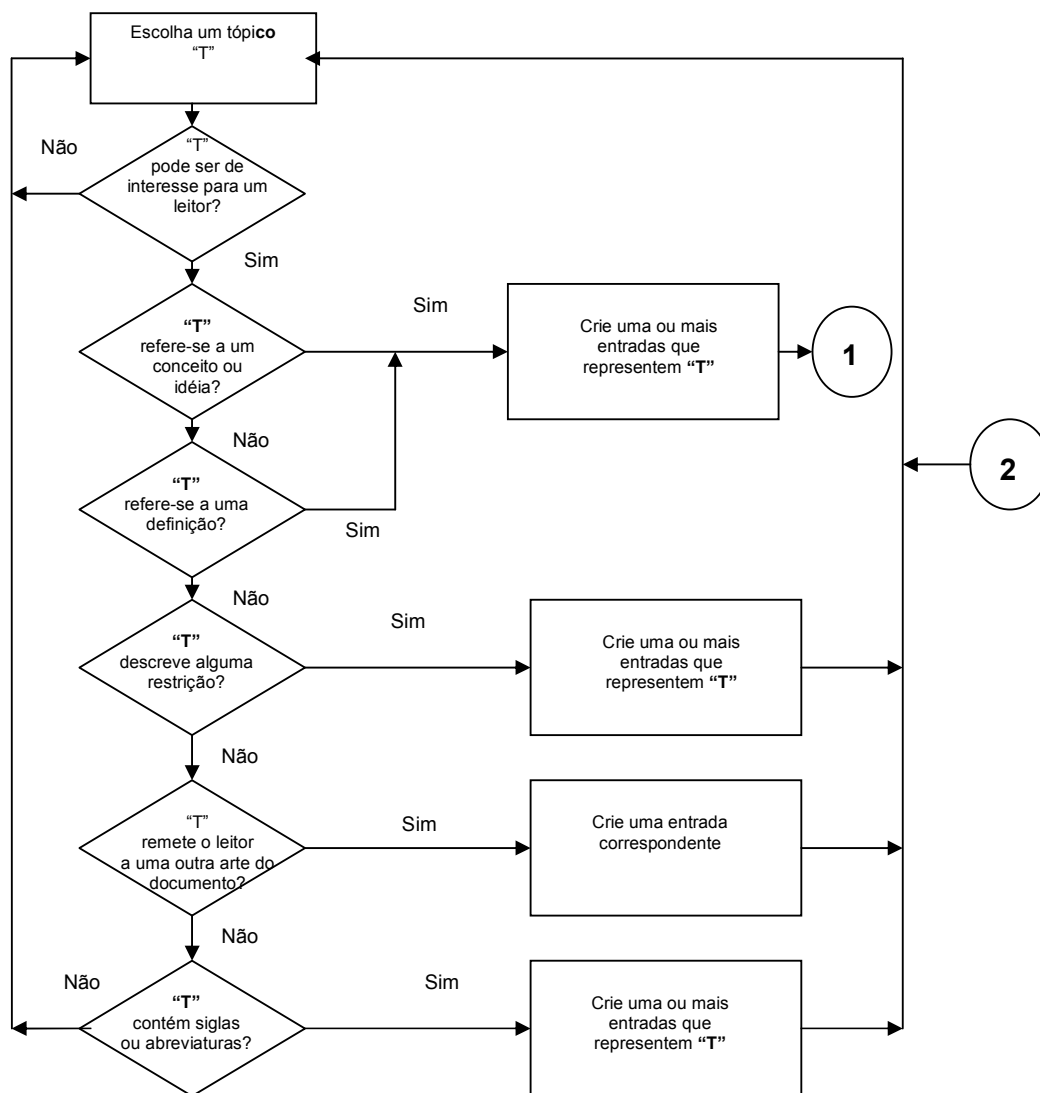 Escolha um tópico
“T”
Não
“T”
pode ser de
interesse para um
leitor?
Sim
“T”
refere-se a um
conceito ou
idéia?
Sim
Crie uma ou mais
entradas que
representem “T”
1
Não
2
“T”
refere-se a uma
definição?
Sim
Não
“T”
descreve alguma
restrição?
Sim
Crie uma ou mais
entradas que
representem “T”
Não
“T”
remete o leitor
a uma outra arte do
documento?
Sim
Crie uma entrada
correspondente
Não
Não
“T”
contém siglas
ou abreviaturas?
Sim
Crie uma ou mais
entradas que
representem “T”